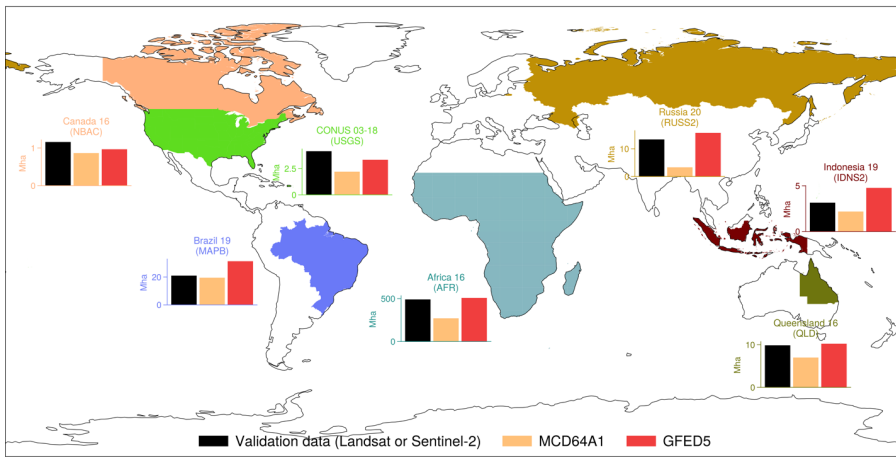 Canada 16
(NBAC)
Mha
1
0
CONUS 03-18
(USGS)
Mha
2.5
0
Russia 20
(RUSS2)
Mha
10
0
Indonesia 19
(IDNS2)
Mha
5
0
Brazil 19
(MAPB)
Mha
20
0
Africa 16
(AFR)
Mha
500
0
Queensland 16
(QLD)
Mha
10
0
Validation data (Landsat or Sentinel-2) MCD64A1 GFED5